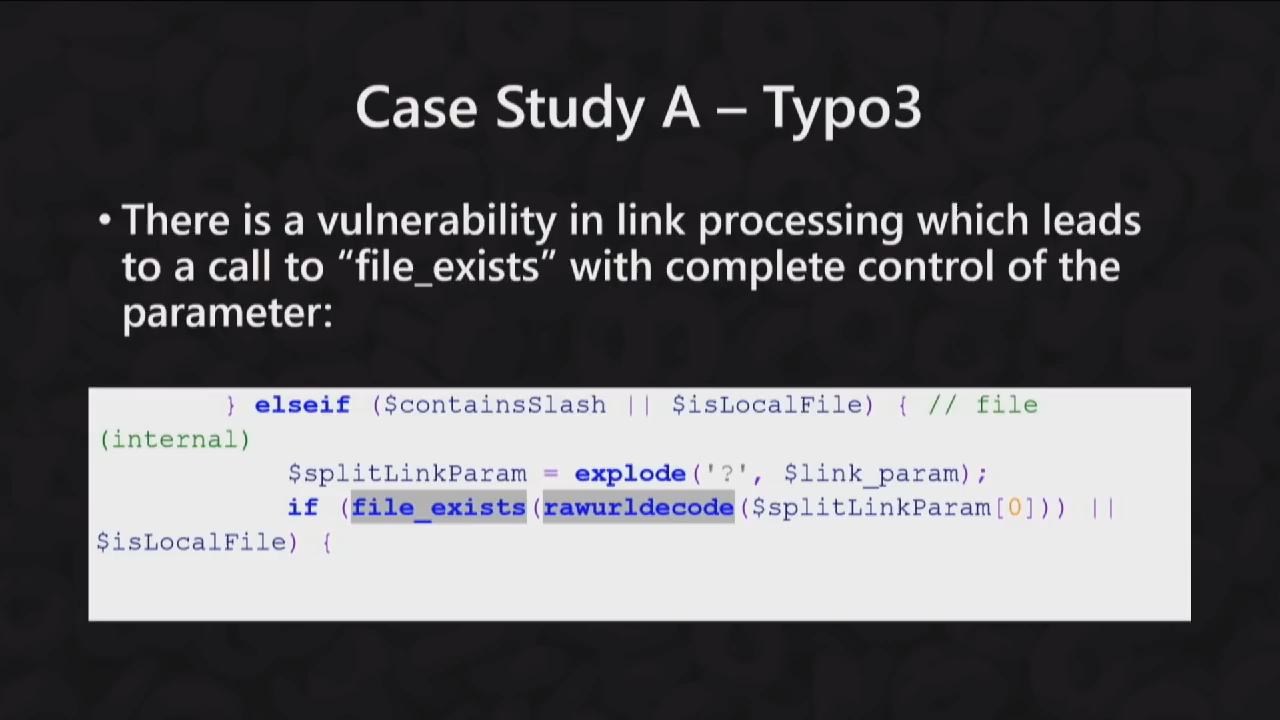 Case Study A – Typo3
• There is a vulnerability in link processing which leads
to a call to “file_exists” with complete control of the
parameter:
} elseif ($containsSlash || $isLocalFile) { // file
(internal)
$splitLinkParam = explode('?', $link_param);
if (file_exists(rawurldecode($splitLinkParam[0])) ||
$isLocalFile) {